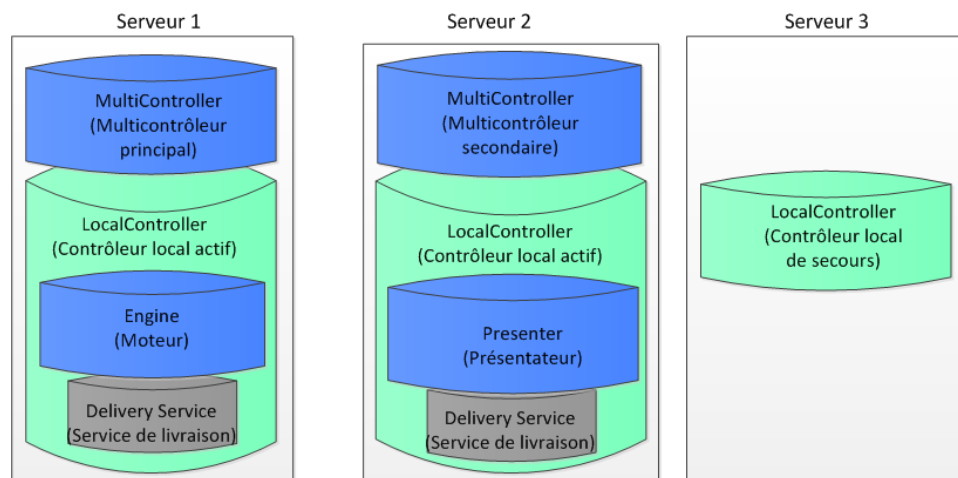 Serveur 1
MultiController
(Multicontrôleur
principal)
LocalController
(Contrôleur local actif)
Engine
(Moteur)
Delivery Service
(Service de livraison)
Serveur 2
MultiController
(Multicontrôleur
secondaire)
LocalController
(Contrôleur local actif)
Presenter
(Présentateur)
Delivery Service
(Service de livraison)
Serveur 3
LocalController
(Contrôleur local
de secours)